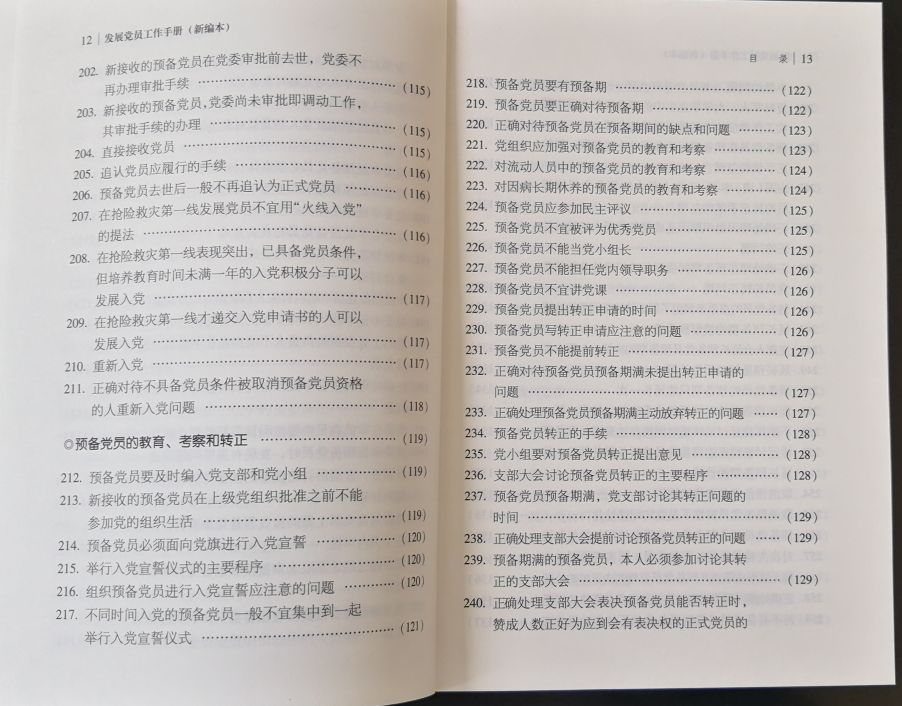 12 | 发展党员工作手册（新编本）
202. 新接收的预备党员在党委审批前去世，党委不
再办理审批手续 ……………………………（115）
203. 新接收的预备党员，党委尚未审批即调动工作，
其审批手续的办理 …………………………（115）
204. 直接接收党员 ………………………………（115）
205. 追认党员应履行的手续 ……………………（116）
206. 预备党员去世后一般不再追认为正式党员 ………（116）
207. 在抢险救灾第一线发展党员不宜用“火线入党”
的提法 ………………………………………（116）
208. 在抢险救灾第一线表现突出，已具备党员条件，
但培养教育时间未满一年的入党积极分子可以
发展入党 ……………………………………（117）
209. 在抢险救灾第一线才递交入党申请书的人可以
发展入党 ……………………………………（117）
210. 重新入党 ……………………………………（117）
211. 正确对待不具备党员条件被取消预备党员资格
的人重新入党问题 …………………………（118）
◎预备党员的教育、考察和转正 ……………………（119）
212. 预备党员要及时编入党支部和党小组 …………（119）
213. 新接收的预备党员在上级党组织批准之前不能
参加党的组织生活 …………………………（119）
214. 预备党员必须面向党旗进行入党宣誓 …………（120）
215. 举行入党宣誓仪式的主要程序 ………………（120）
216. 组织预备党员进行入党宣誓应注意的问题 ………（120）
217. 不同时间入党的预备党员一般不宜集中到一起
举行入党宣誓仪式 …………………………（121）
目 录 | 13
218. 预备党员要有预备期 ………………………（122）
219. 预备党员要正确对待预备期 …………………（122）
220. 正确对待预备党员在预备期间的缺点和问题 ………（123）
221. 党组织应加强对预备党员的教育和考察 …………（123）
222. 对流动人员中的预备党员的教育和考察 …………（124）
223. 对因病长期休养的预备党员的教育和考察 ………（124）
224. 预备党员应参加民主评议 ……………………（125）
225. 预备党员不宜被评为优秀党员 ………………（125）
226. 预备党员不能当党小组长 ……………………（125）
227. 预备党员不能担任党内领导职务 ………………（126）
228. 预备党员不宜讲党课 ………………………（126）
229. 预备党员提出转正申请的时间 ………………（126）
230. 预备党员写转正申请应注意的问题 ……………（126）
231. 预备党员不能提前转正 ………………………（127）
232. 正确对待预备党员预备期满未提出转正申请的
问题 …………………………………………（127）
233. 正确处理预备党员预备期满主动放弃转正的问题 ……（127）
234. 预备党员转正的手续 ………………………（128）
235. 党小组要对预备党员转正提出意见 ……………（128）
236. 支部大会讨论预备党员转正的主要程序 …………（128）
237. 预备党员预备期满，党支部讨论其转正问题的
时间 …………………………………………（129）
238. 正确处理支部大会提前讨论预备党员转正的问题 ……（129）
239. 预备期满的预备党员，本人必须参加讨论其转
正的支部大会 ………………………………（129）
240. 正确处理支部大会表决预备党员能否转正时，
赞成人数正好为应到会有表决权的正式党员的